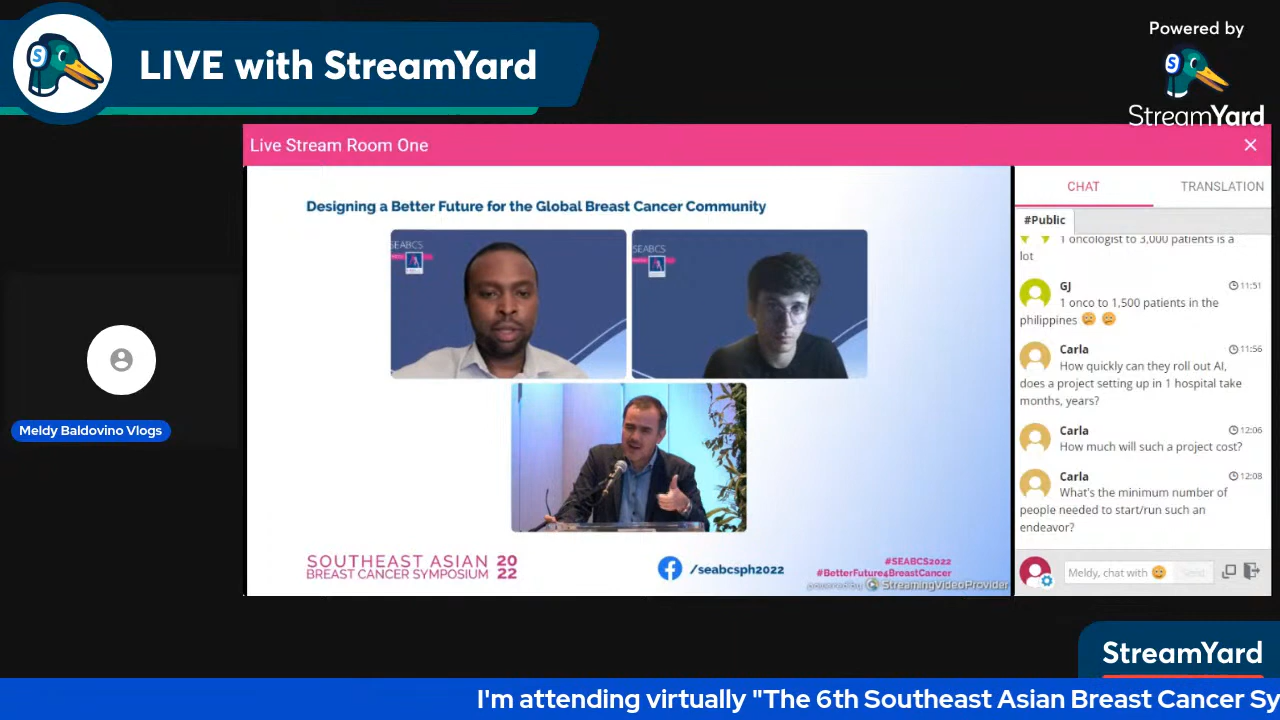 LIVE with StreamYard
Powered by
StreamYard
Live Stream Room One
CHAT
TRANSLATION
#Public
Designing a Better Future for the Global Breast Cancer Community
SEABCS
SEABCS
1 oncologist to 3,000 patients is a
lot
GJ
11:51
1 onco to 1,500 patients in the
philippines
Carla
11:56
How quickly can they roll out AI,
does a project setting up in 1 hospital take
months, years?
Carla
12:06
How much will such a project cost?
Carla
12:08
What's the minimum number of
people needed to start/run such an
endeavor?
Meldy, chat with
Send
Meldy Baldovino Vlogs
SOUTHEAST ASIAN 20
BREAST CANCER SYMPOSIUM 22
/seabcsph2022
#SEABCS2022
#BetterFuture4BreastCancer
powered by StreamingVideoProvider
StreamYard
I'm attending virtually "The 6th Southeast Asian Breast Cancer Sy